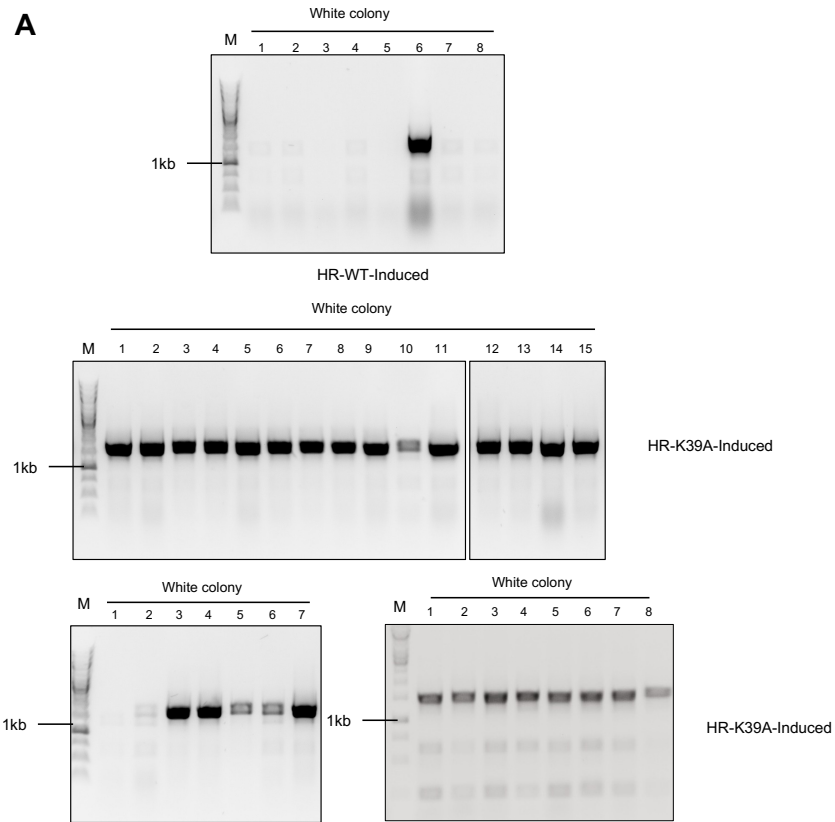 A
White colony
M 1 2 3 4 5 6 7 8
1kb
HR-WT-Induced
White colony
M 1 2 3 4 5 6 7 8 9 10 11 12 13 14 15
1kb
HR-K39A-Induced
White colony
M 1 2 3 4 5 6 7
1kb
White colony
M 1 2 3 4 5 6 7 8
1kb
HR-K39A-Induced